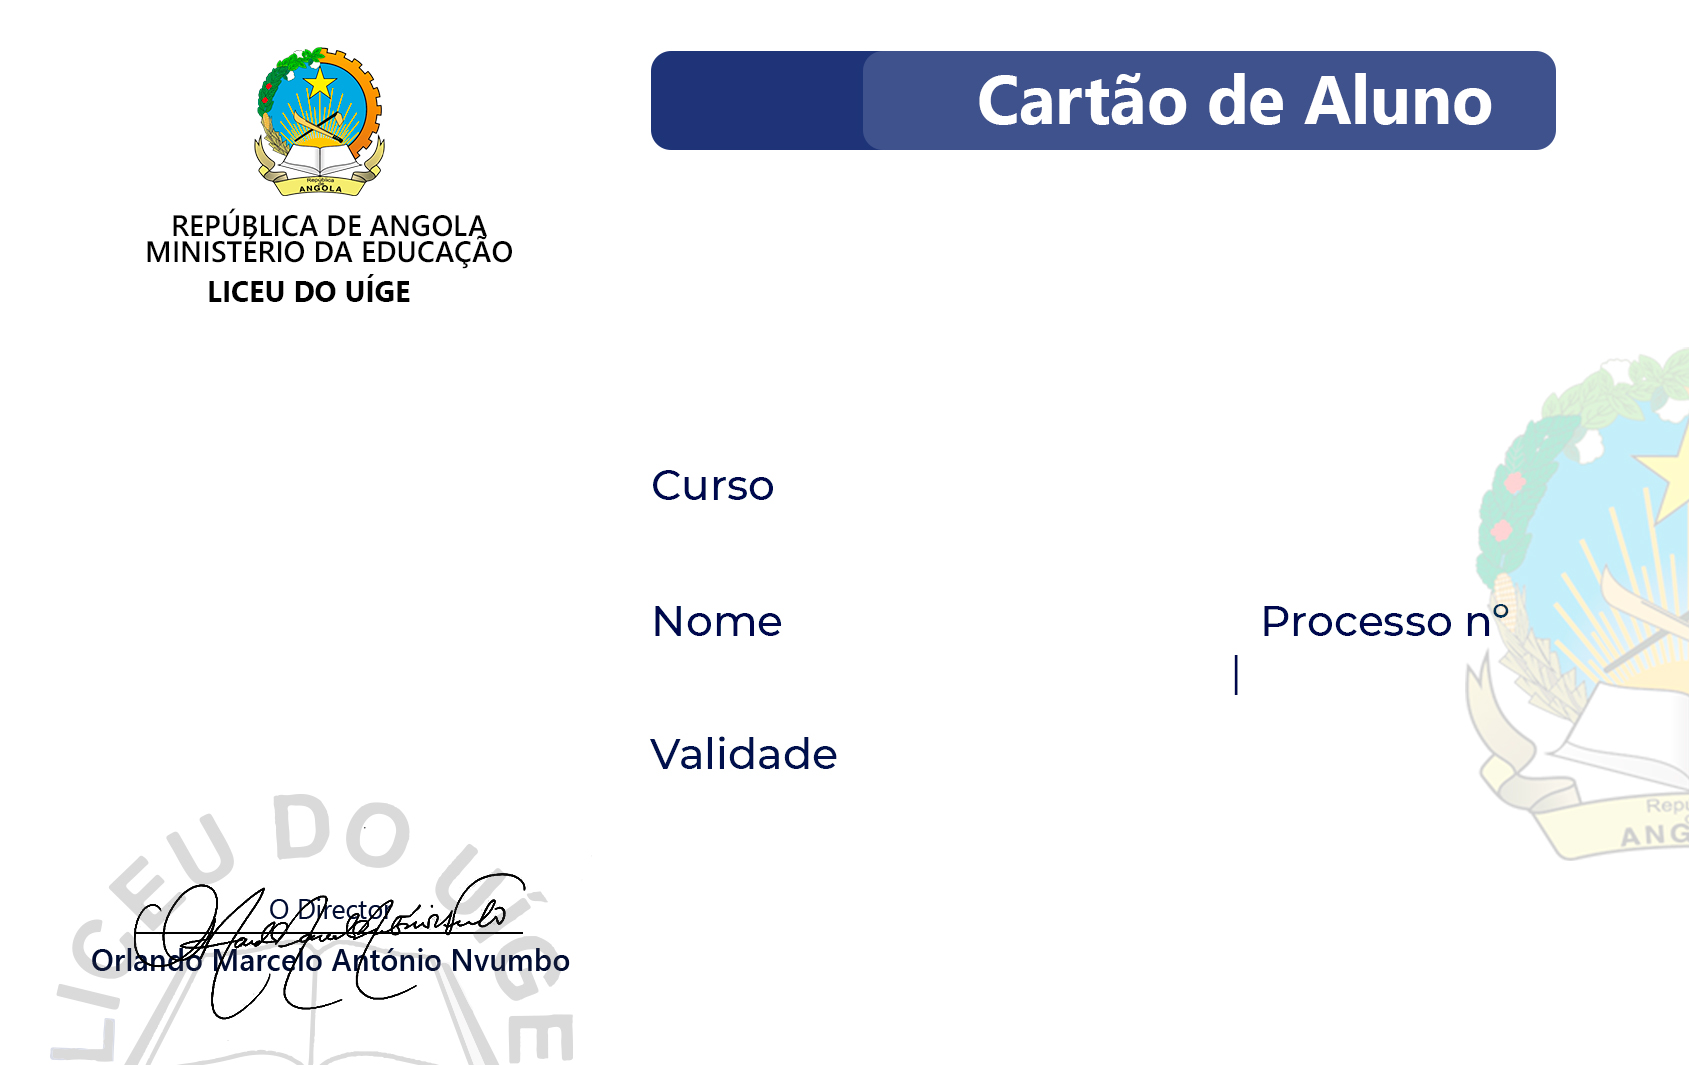 República
de
ANGOLA
REPÚBLICA DE ANGOLA
MINISTÉRIO DA EDUCAÇÃO
LICEU DO UÍGE
Cartão de Aluno
Curso
Nome
Processo nº
|
Validade
Repú
ANG
LICEU DO UÍGE
O Director
Orlando Marcelo António Nvumbo